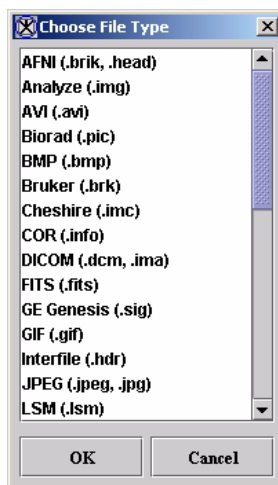 Choose File Type
AFNI (.brik, .head)
Analyze (.img)
AVI (.avi)
Biorad (.pic)
BMP (.bmp)
Bruker (.brk)
Cheshire (.imc)
COR (.info)
DICOM (.dcm, .ima)
FITS (.fits)
GE Genesis (.sig)
GIF (.gif)
Interfile (.hdr)
JPEG (.jpeg, .jpg)
LSM (.lsm)
OK Cancel